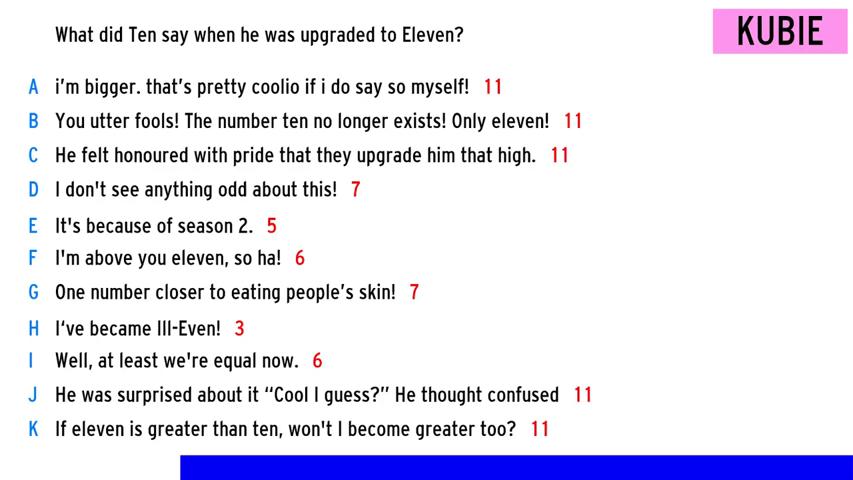 What did Ten say when he was upgraded to Eleven?
KUBIE
A i'm bigger. that's pretty coolio if i do say so myself! 11
B You utter fools! The number ten no longer exists! Only eleven! 11
C He felt honoured with pride that they upgrade him that high. 11
D I don't see anything odd about this! 7
E It's because of season 2. 5
F I'm above you eleven, so ha! 6
G One number closer to eating people's skin! 7
H I've became Ill-Even! 3
I Well, at least we're equal now. 6
J He was surprised about it “Cool I guess?” He thought confused 11
K If eleven is greater than ten, won't I become greater too? 11